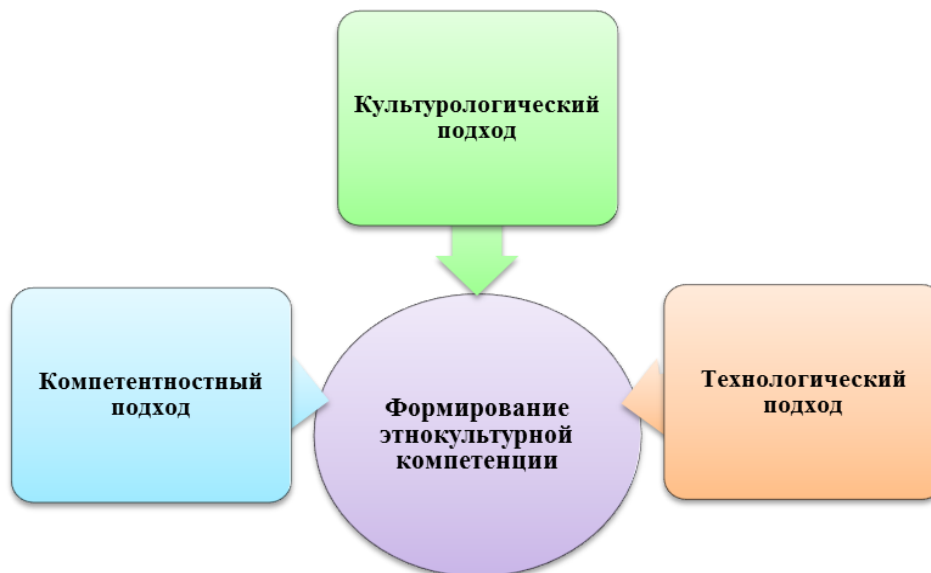 Культурологический
подход
Компетентностный
подход
Технологический
подход
Формирование
этнокультурной
компетенции